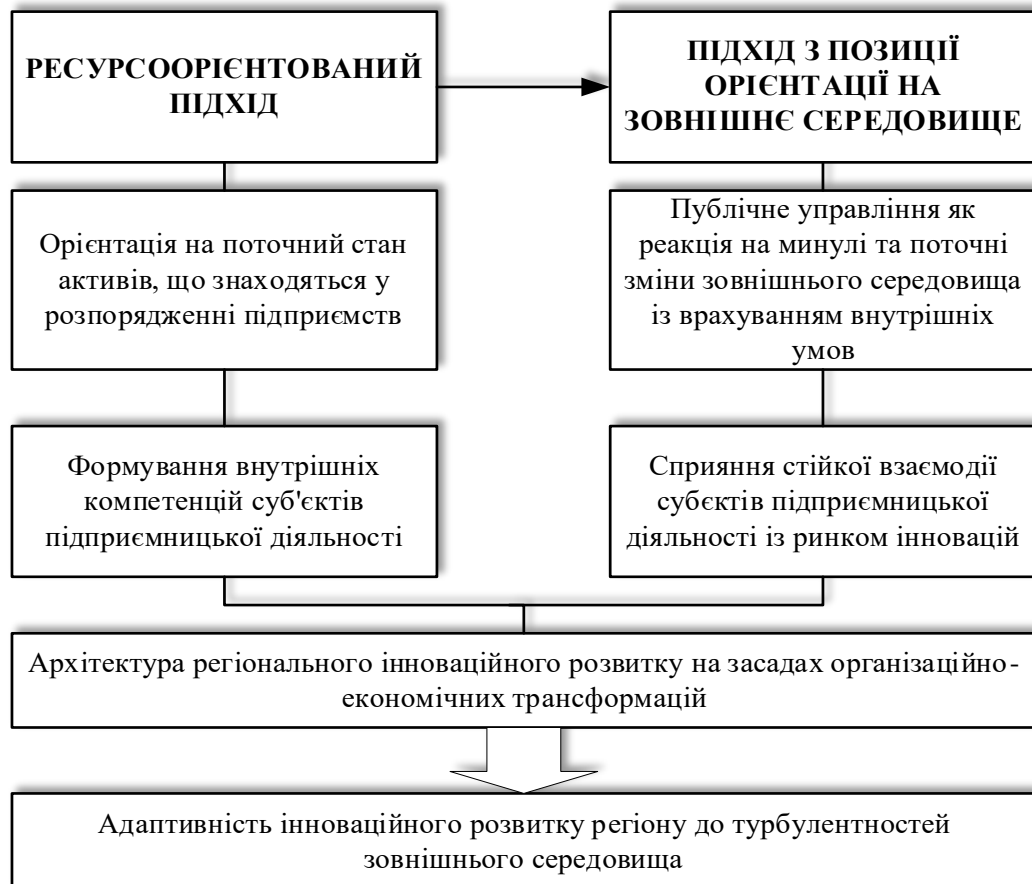 РЕСУРСООРІЄНТОВАНИЙ
ПІДХІД
ПІДХІД З ПОЗИЦІЇ
ОРІЄНТАЦІЇ НА
ЗОВНІШНЄ СЕРЕДОВИЩЕ
Орієнтація на поточний стан
активів, що знаходяться у
розпорядженні підприємств
Публічне управління як
реакція на минулі та поточні
зміни зовнішнього середовища
із врахуванням внутрішніх
умов
Формування внутрішніх
компетенцій суб'єктів
підприємницької діяльності
Сприяння стійкої взаємодії
субєктів підприємницької
діяльності із ринком інновацій
Архітектура регіонального інноваційного розвитку на засадах організаційно-
економічних трансформацій
Адаптивність інноваційного розвитку регіону до турбулентностей
зовнішнього середовища